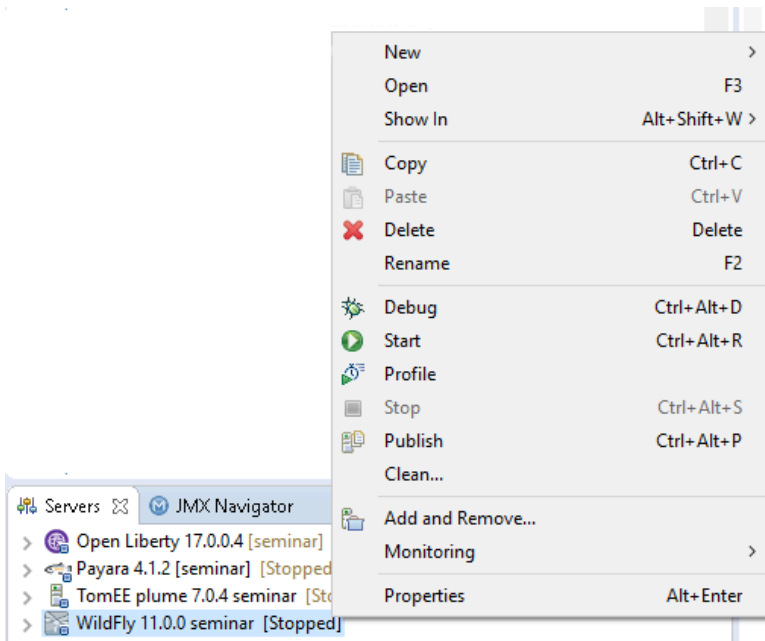 New
Open F3
Show In Alt+Shift+W
Copy Ctrl+C
Paste Ctrl+V
Delete Delete
Rename F2
Debug Ctrl+Alt+D
Start Ctrl+Alt+R
Profile
Stop Ctrl+Alt+S
Publish Ctrl+Alt+P
Clean...
Add and Remove...
Monitoring
Properties Alt+Enter
Servers JMX Navigator
Open Liberty 17.0.0.4 [seminar]
Payara 4.1.2 [seminar] [Stopped
TomEE plume 7.0.4 seminar [Sto
WildFly 11.0.0 seminar [Stopped]